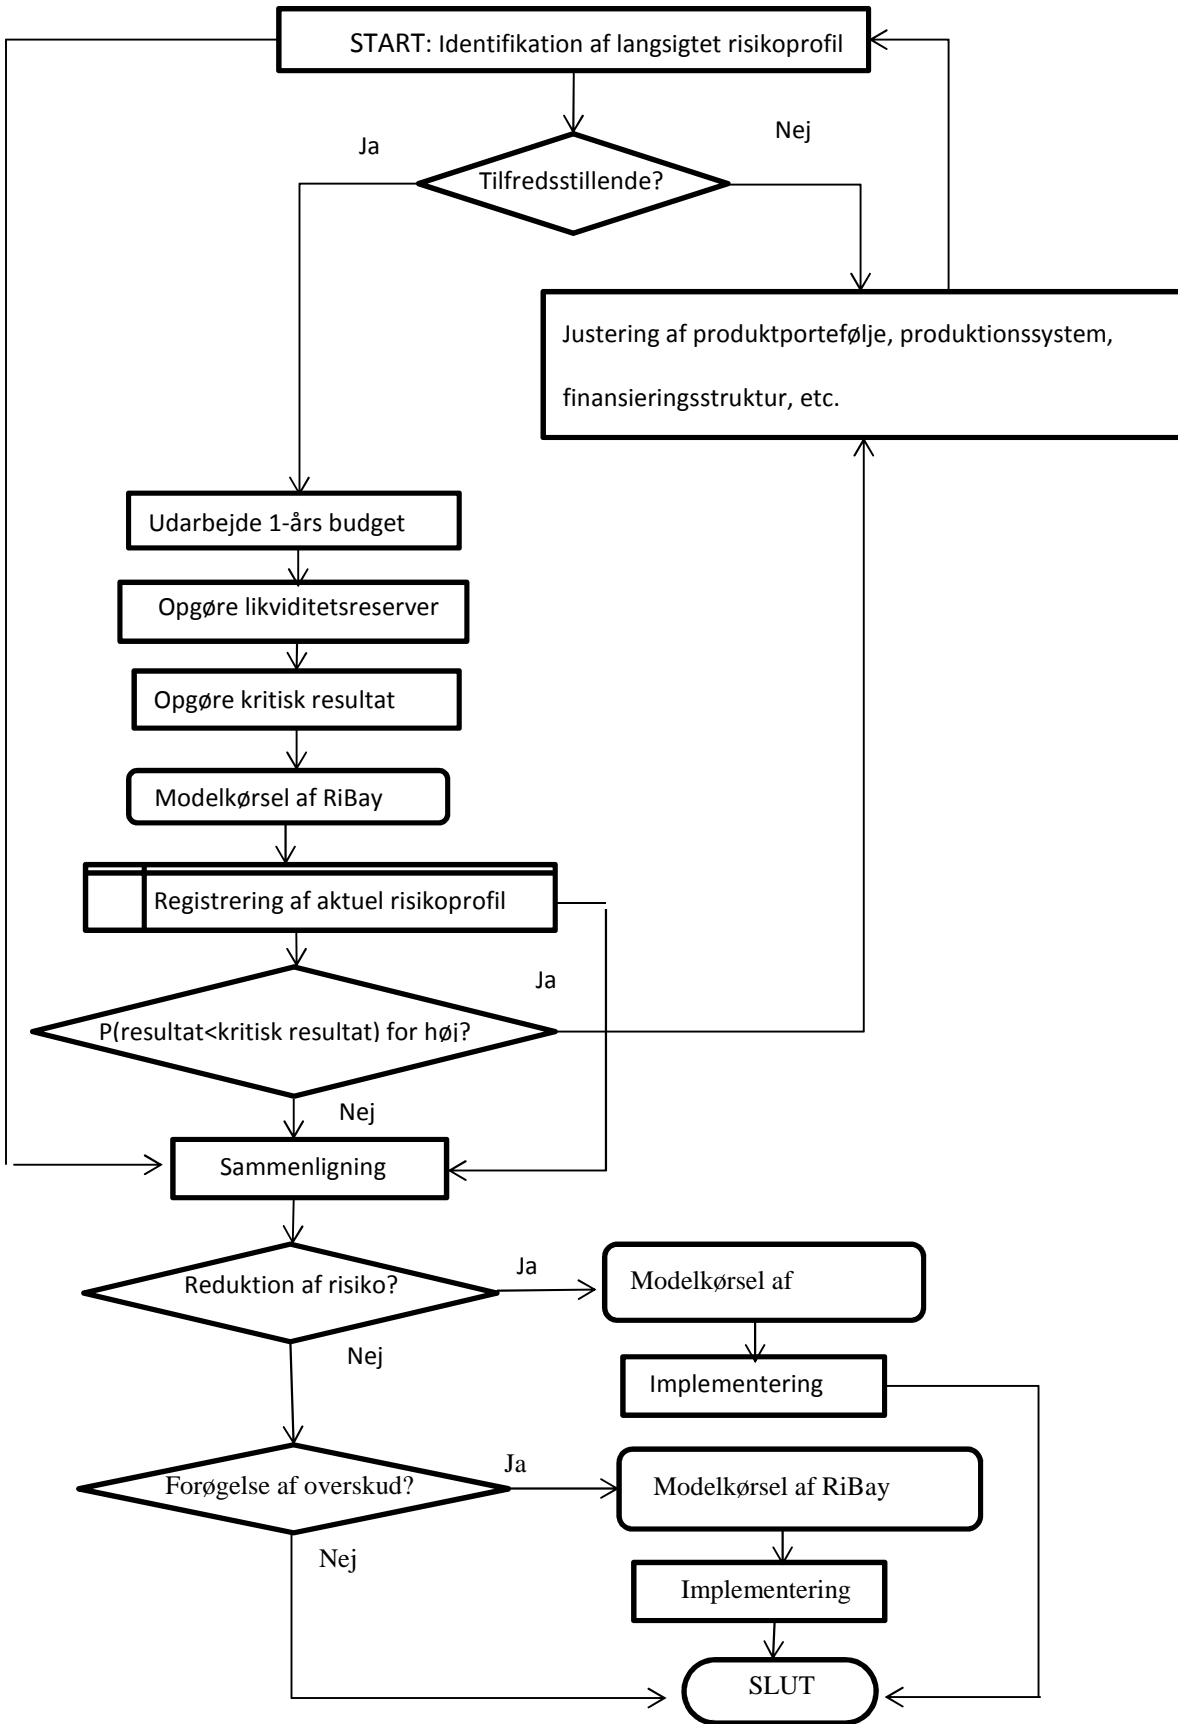 START: Identifikation af langsigtet risikoprofil
Ja
Nej
Tilfredsstillende?
Justering af produktportefølje, produktionssystem,
finansieringsstruktur, etc.
Udarbejde 1-års budget
Opgøre likviditetsreserver
Opgøre kritisk resultat
Modelkørsel af RiBay
Registrering af aktuel risikoprofil
Ja
P(resultat<kritisk resultat) for høj?
Nej
Sammenligning
Reduktion af risiko?
Ja
Modelkørsel af
Nej
Implementering
Forøgelse af overskud?
Ja
Modelkørsel af RiBay
Nej
Implementering
SLUT